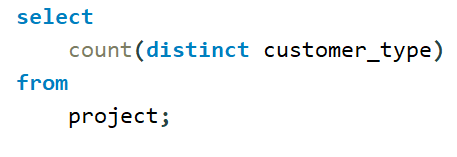 select
    count(distinct customer_type)
from
    project;